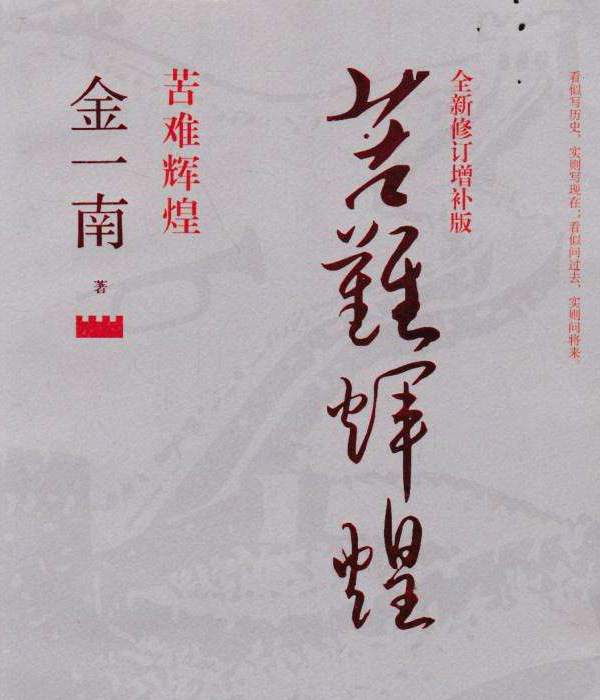 看似写历史，实则写现在；看似问过去，实则问将来。
全新修订增补版
苦難輝煌
苦难辉煌
金一南
著